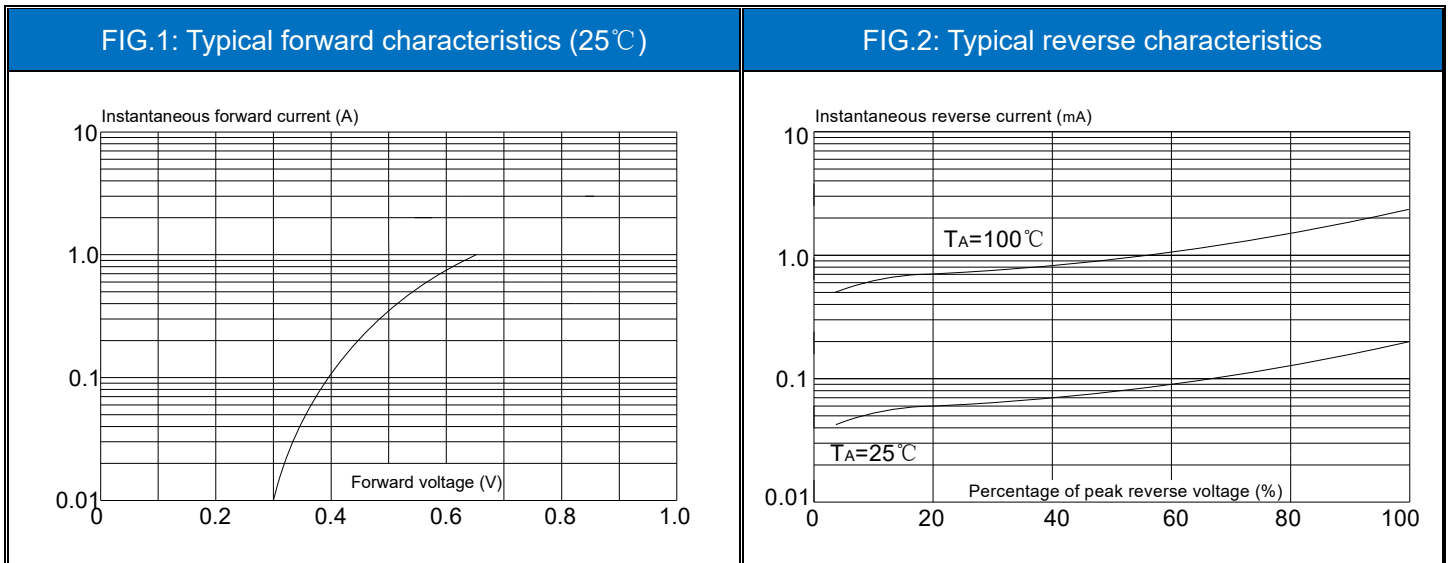 FIG.1: Typical forward characteristics (25℃)
Instantaneous forward current (A)
10
1.0
0.1
0.01
Forward voltage (V)
0 0.2 0.4 0.6 0.8 1.0
FIG.2: Typical reverse characteristics
Instantaneous reverse current (mA)
10
TA=100℃
1.0
0.1
TA=25℃
0.01
Percentage of peak reverse voltage (%)
0 20 40 60 80 100